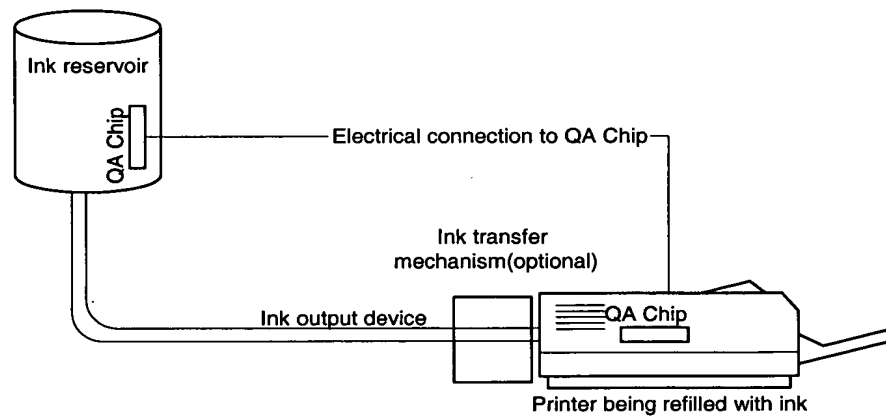 Ink reservoir
QA Chip
Electrical connection to QA Chip
Ink transfer
mechanism(optional)
Ink output device
QA Chip
Printer being refilled with ink